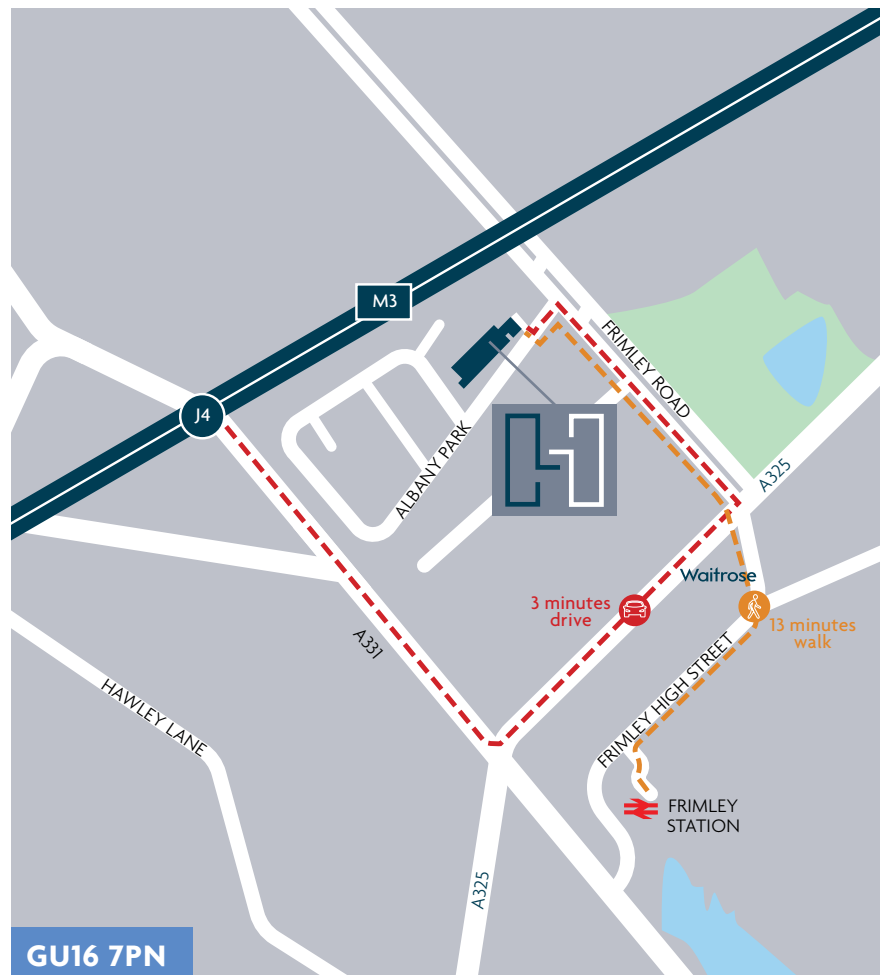 M3
J4
FRIMLEY ROAD
ALBANY PARK
A325
Waitrose
3 minutes
drive
13 minutes
walk
A331
FRIMLEY HIGH STREET
HAWLEY LANE
FRIMLEY
STATION
A325
GU16 7PN